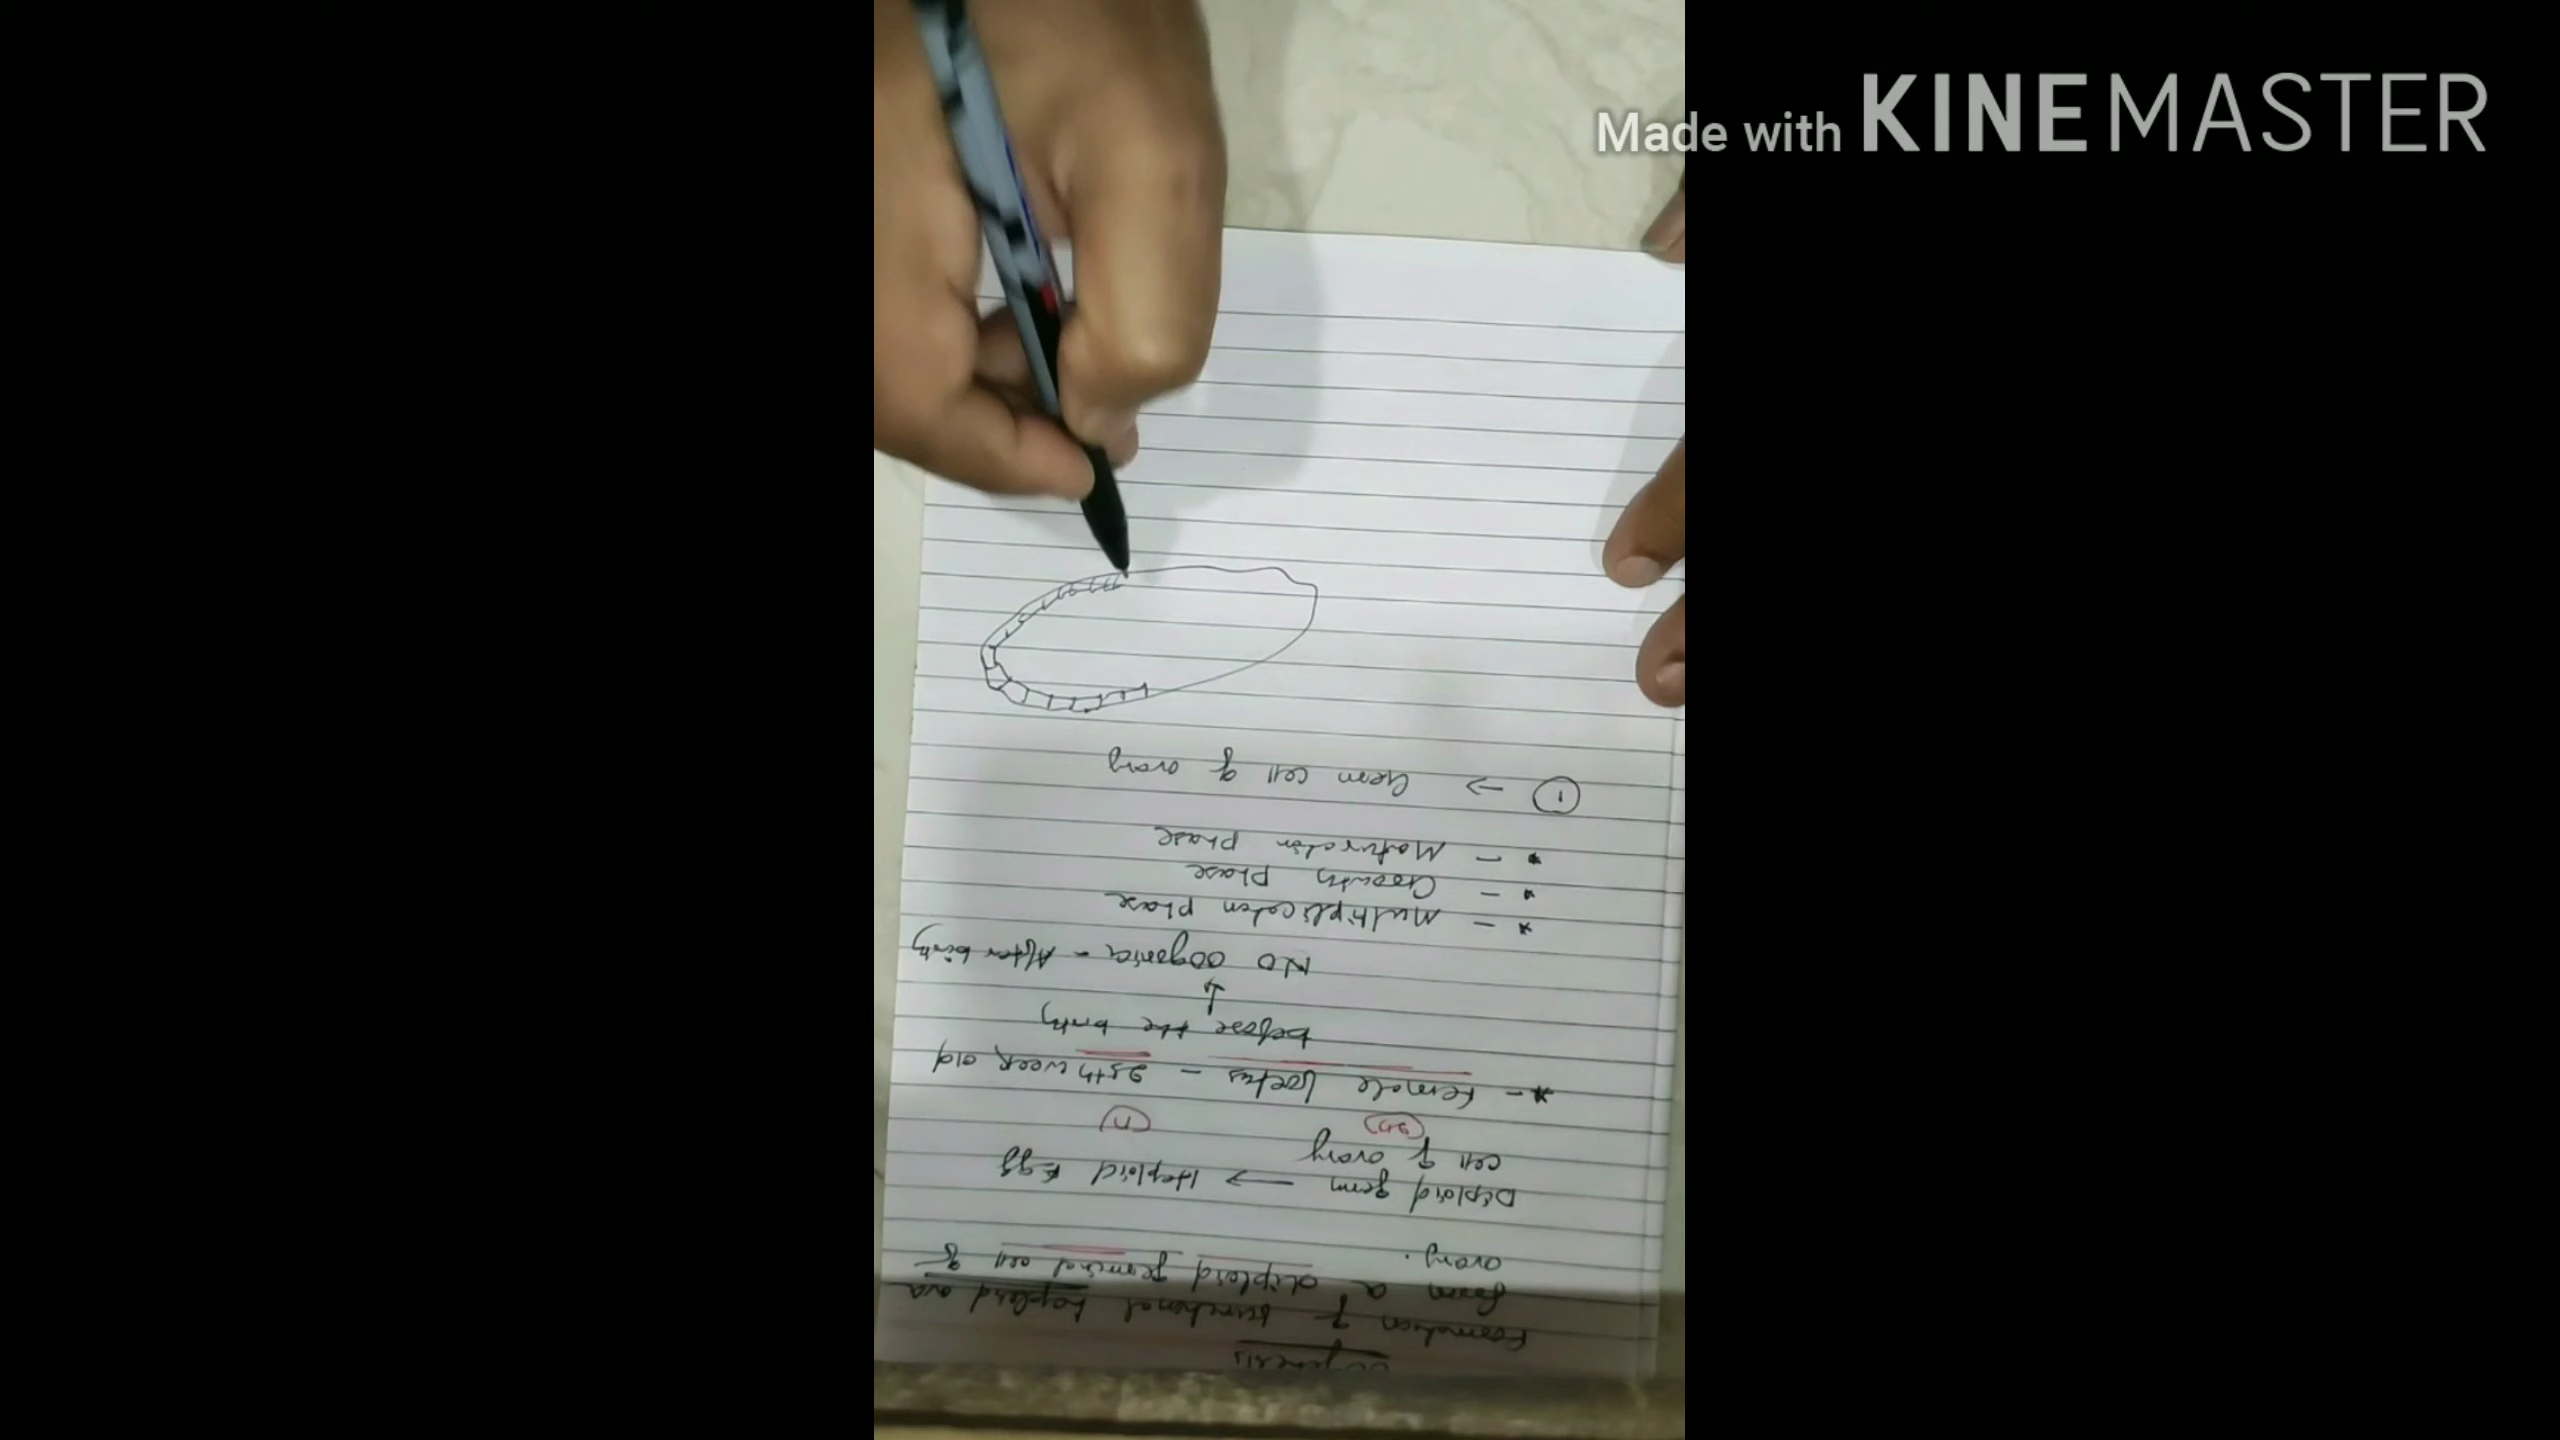 Made with KINEMASTER
oogenesis
Formation of functional haploid ova
from a diploid germinal cell of
ovary.
Diploid germ → Haploid Egg
cell of ovary
(2n) (n)
*- Female foetus - 25th week old
before the birth
↓
NO oogonia - After birth
* - Multiplication phase
* - Growth phase
* - Maturation phase
① → Germ cell of ovary